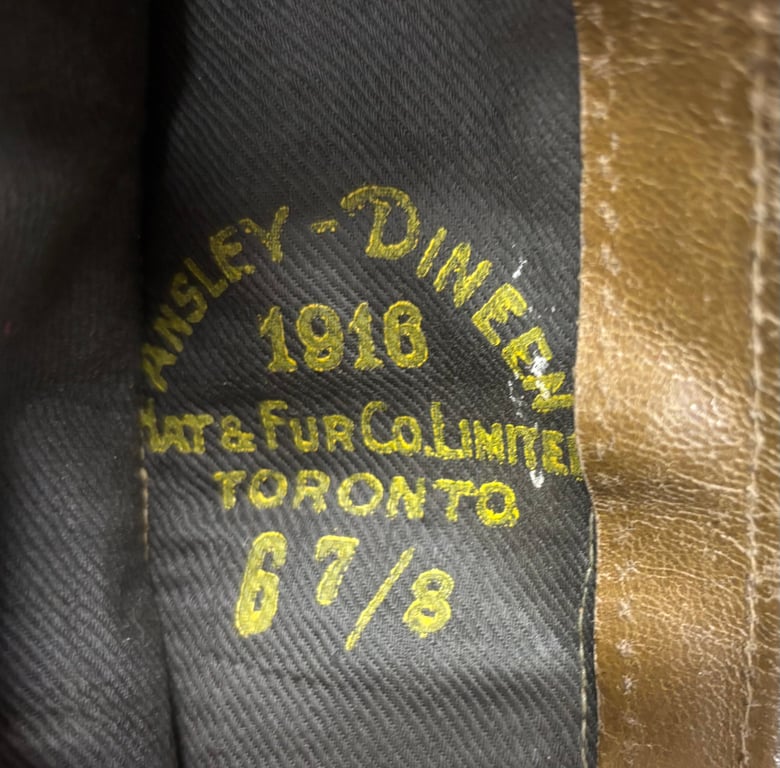 ANSLEY - DINEEN
1916
HAT & FUR CO. LIMITED
TORONTO
6 7/8